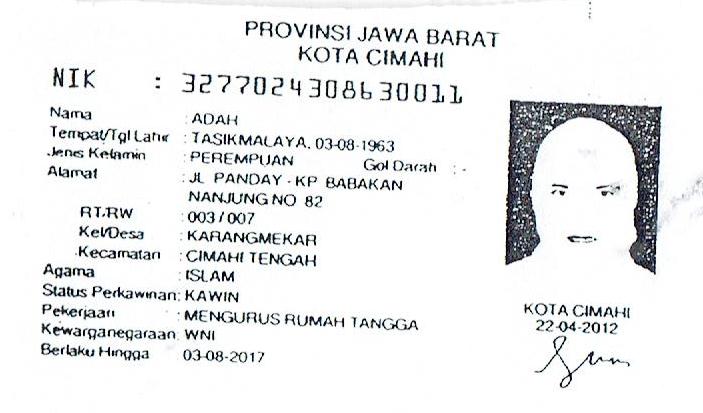 PROVINSI JAWA BARAT
KOTA CIMAHI
NIK : 3277024308630011
Nama : ADAH
Tempat/Tgl Lahir : TASIKMALAYA, 03-08-1963
Jenis Kelamin : PEREMPUAN Gol Darah : -
Alamat : JL PANDAY - KP BABAKAN
NANJUNG NO 82
RT/RW : 003 / 007
Kel/Desa : KARANGMEKAR
Kecamatan : CIMAHI TENGAH
Agama : ISLAM
Status Perkawinan: KAWIN
Pekerjaan : MENGURUS RUMAH TANGGA
Kewarganegaraan: WNI
Berlaku Hingga 03-08-2017
KOTA CIMAHI
22-04-2012